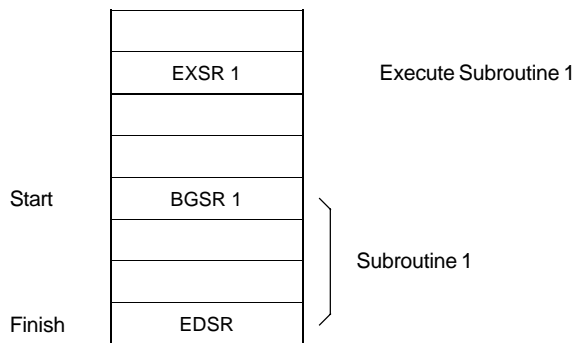 EXSR 1 Execute Subroutine 1
Start BGSR 1
Subroutine 1
Finish EDSR